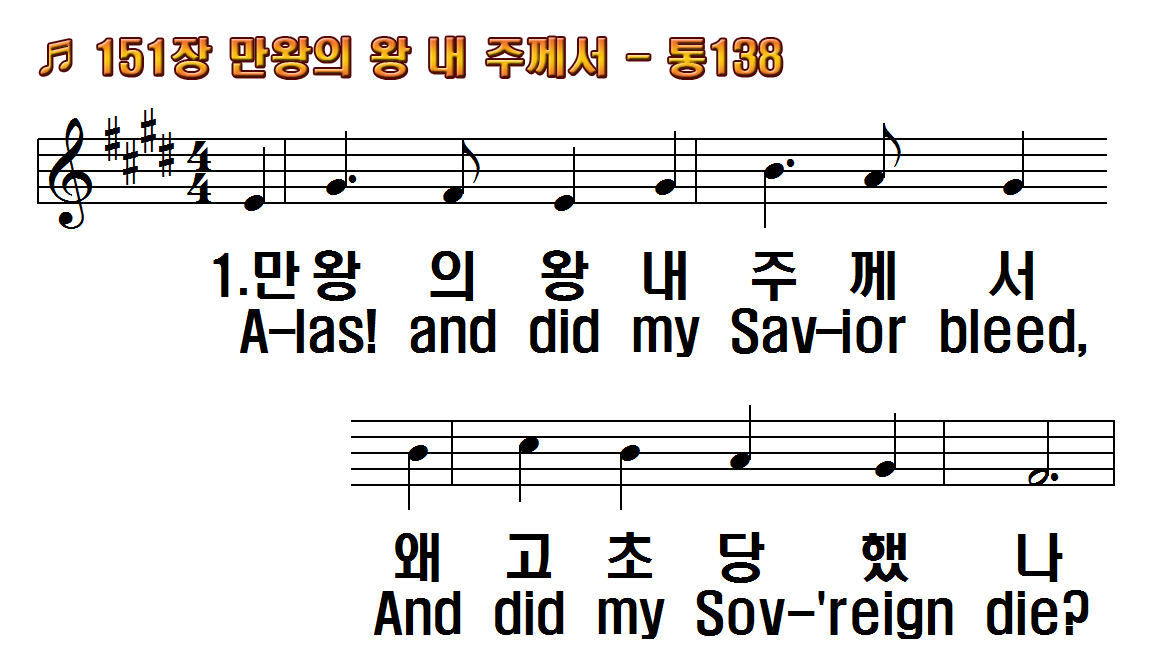 ♬ 151장 만왕의 왕 내 주께서 - 통138
4
4
1.만왕 의 왕 내 주 께 서
A-las! and did my Sav-ior bleed,
왜 고 초 당 했 나
And did my Sov-'reign die?